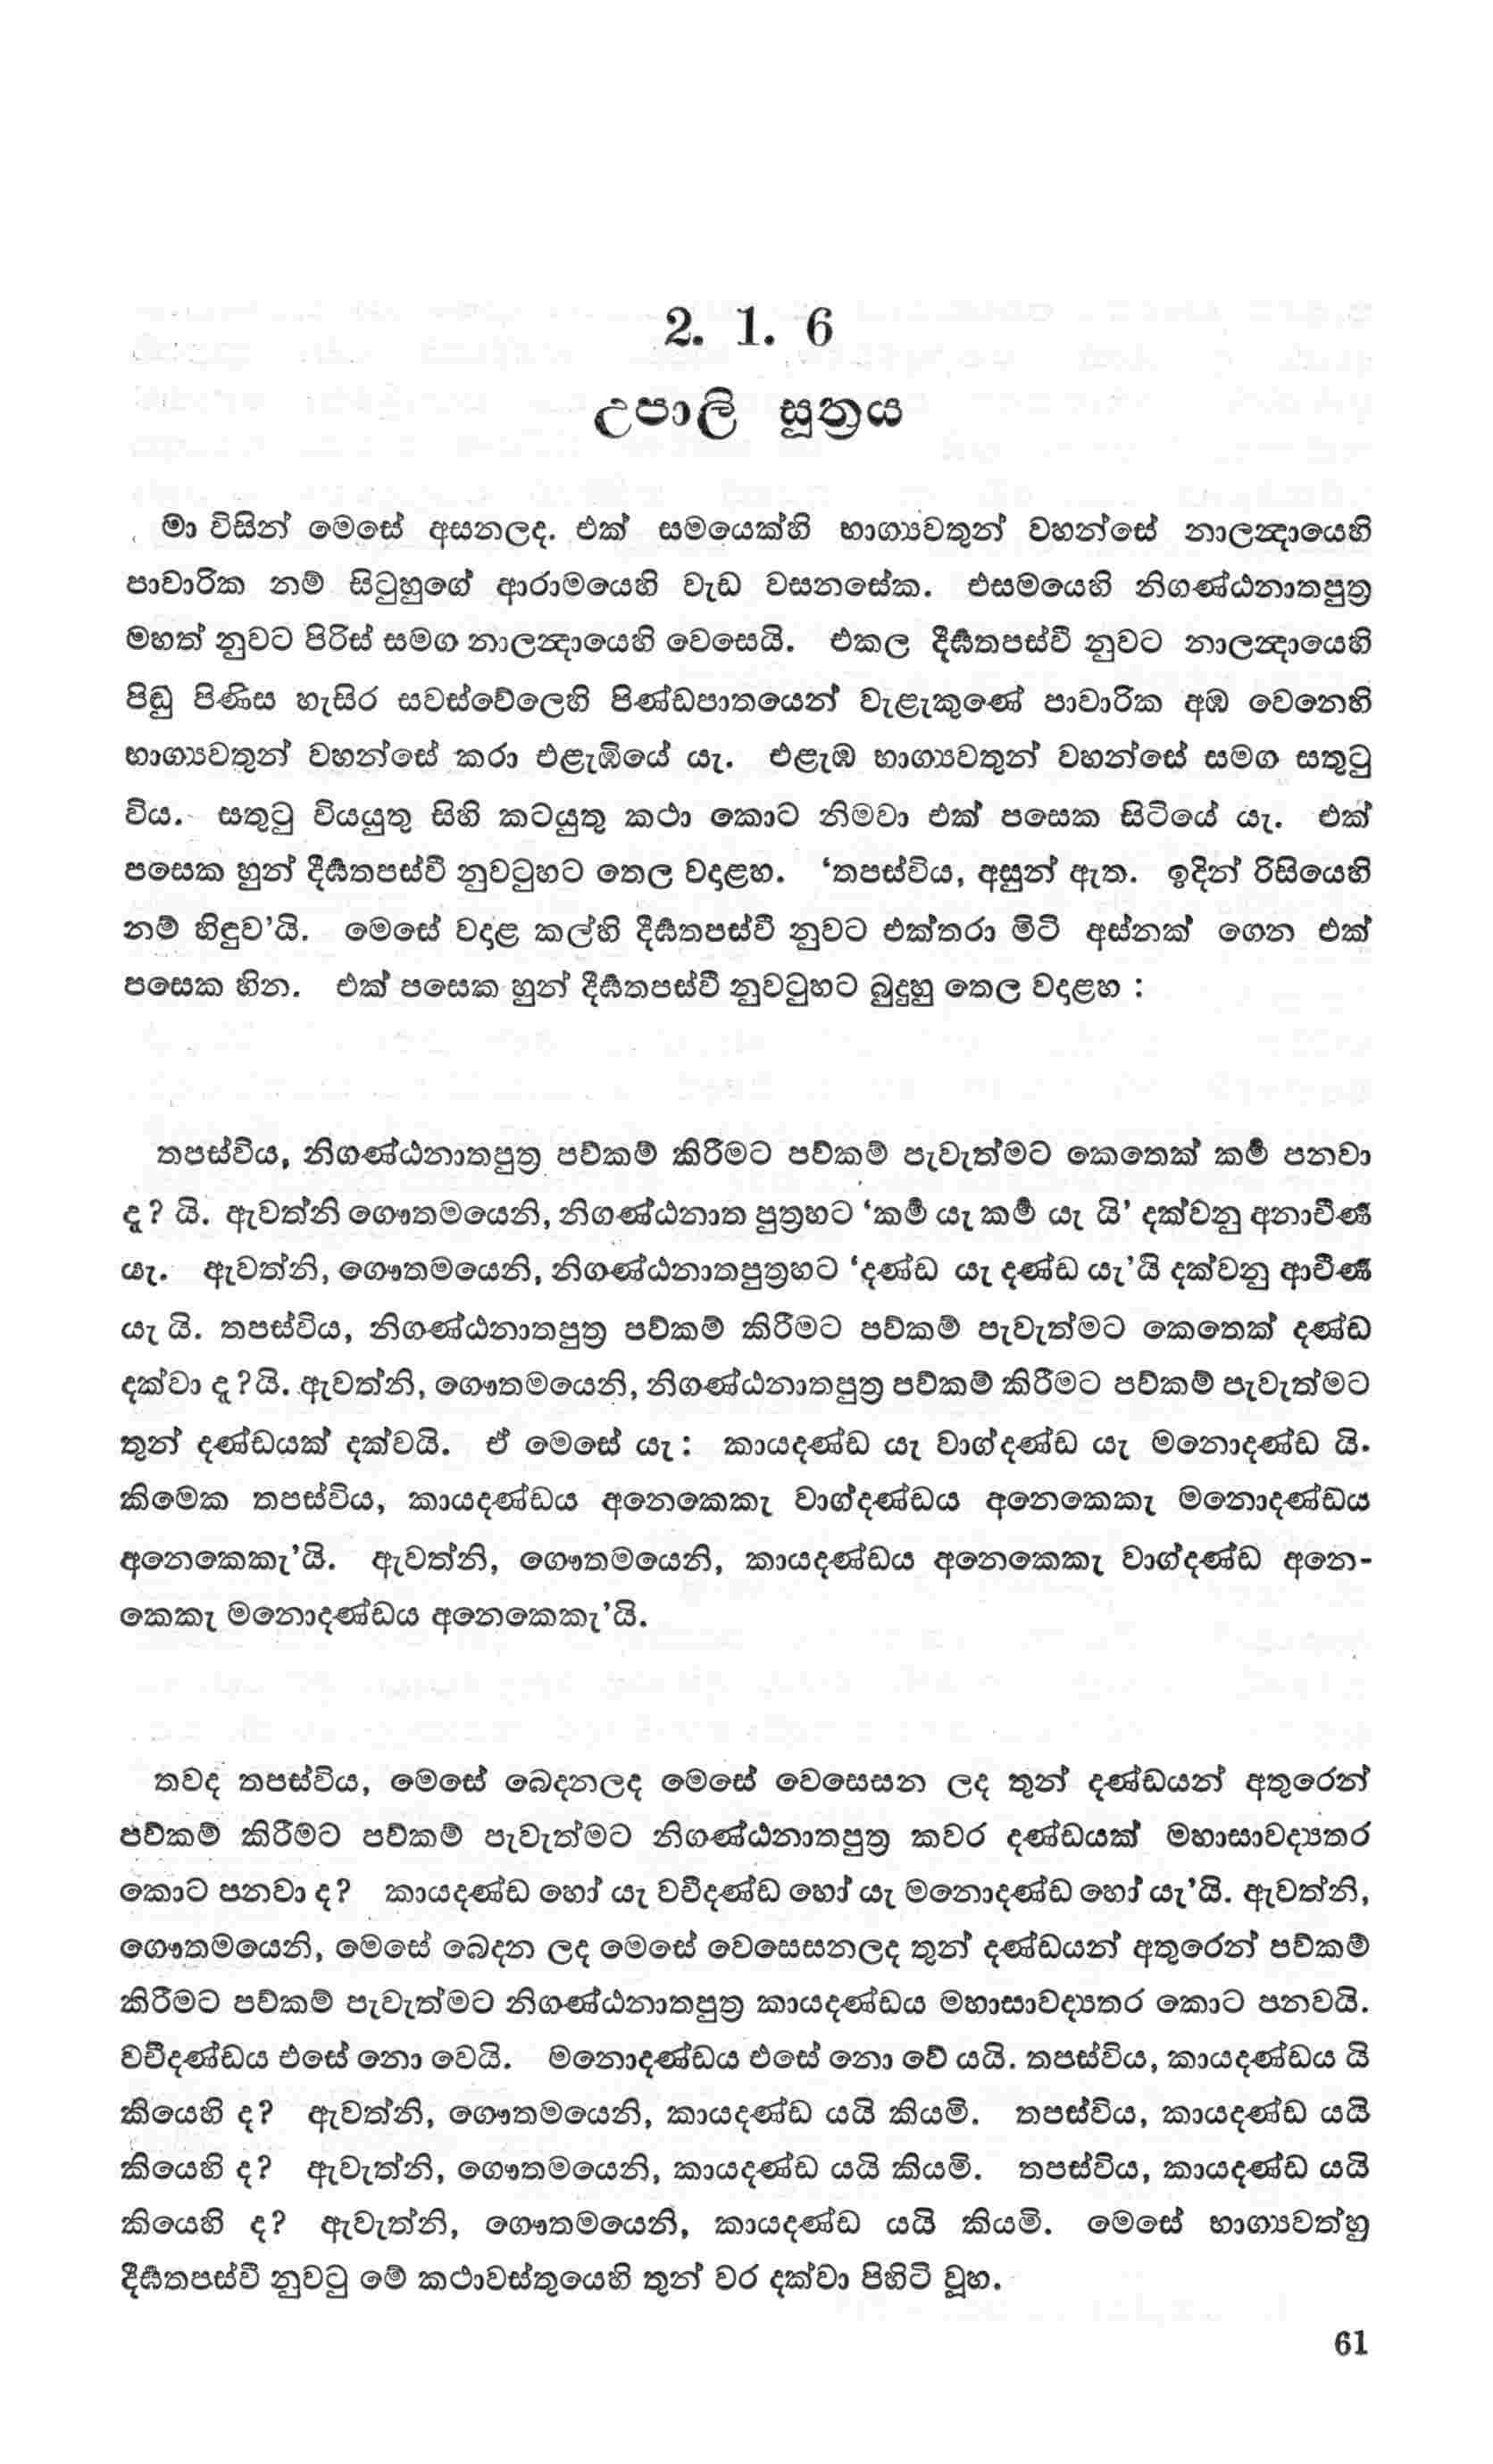 2. 1. 6
උපාලි සූත්‍රය
මා විසින් මෙසේ අසනලද. එක් සමයෙක්හි භාග්‍යවතුන් වහන්සේ නාලන්‍දායෙහි
පාවාරික නම් සිටුහුගේ ආරාමයෙහි වැඩ වසනසේක. එසමයෙහි නිගණ්ඨනාතපුත්‍ර
මහත් නුවට පිරිස් සමග නාලන්‍දායෙහි වෙසෙයි. එකල දීර්‍ඝතපස්වී නුවට නාලන්‍දායෙහි
පිඬු පිණිස හැසිර සවස්වේලෙහි පිණ්ඩපාතයෙන් වැළැකුණේ පාවාරික අඹ වෙනෙහි
භාග්‍යවතුන් වහන්සේ කරා එළැඹියේ යැ. එළැඹ භාග්‍යවතුන් වහන්සේ සමග සතුටු
විය. සතුටු වියයුතු සිහි කටයුතු කථා කොට නිමවා එක් පසෙක සිටියේ යැ. එක්
පසෙක හුන් දීර්‍ඝතපස්වී නුවටුහට තෙල වදාළහ. ‘තපස්විය, අසුන් ඇත. ඉදින් රිසියෙහි
නම් හිඳුව’යි. මෙසේ වදාළ කල්හි දීර්‍ඝතපස්වී නුවට එක්තරා මිටි අස්නක් ගෙන එක්
පසෙක හින. එක් පසෙක හුන් දීර්‍ඝතපස්වී නුවටුහට බුදුහු තෙල වදාළහ :
තපස්විය, නිගණ්ඨනාතපුත්‍ර පව්කම් කිරීමට පව්කම් පැවැත්මට කෙතෙක් කර්‍ම පනවා
ද? යි. ඇවත්නි ගෞතමයෙනි, නිගණ්ඨනාත පුත්‍රහට ‘කර්‍ම යැ කර්‍ම යැ යි’ දක්වනු අනාචීර්‍ණ
යැ. ඇවත්නි, ගෞතමයෙනි, නිගණ්ඨනාතපුත්‍රහට ‘දණ්ඩ යැ දණ්ඩ යැ’යි දක්වනු ආචීර්‍ණ
යැ යි. තපස්විය, නිගණ්ඨනාතපුත්‍ර පව්කම් කිරීමට පව්කම් පැවැත්මට කෙතෙක් දණ්ඩ
දක්වා ද?යි. ඇවත්නි, ගෞතමයෙනි, නිගණ්ඨනාතපුත්‍ර පව්කම් කිරීමට පව්කම් පැවැත්මට
තුන් දණ්ඩයක් දක්වයි. ඒ මෙසේ යැ: කායදණ්ඩ යැ වාග්දණ්ඩ යැ මනොදණ්ඩ යි.
කිමෙක තපස්විය, කායදණ්ඩය අනෙකෙකැ වාග්දණ්ඩය අනෙකෙකැ මනොදණ්ඩය
අනෙකෙකැ’යි. ඇවත්නි, ගෞතමයෙනි, කායදණ්ඩය අනෙකෙකැ වාග්දණ්ඩ අනෙ-
කෙකැ මනොදණ්ඩය අනෙකෙකැ’යි.
තවද තපස්විය, මෙසේ බෙදනලද මෙසේ වෙසෙසන ලද තුන් දණ්ඩයන් අතුරෙන්
පව්කම් කිරීමට පව්කම් පැවැත්මට නිගණ්ඨනාතපුත්‍ර කවර දණ්ඩයක් මහාසාවද්‍යතර
කොට පනවා ද? කායදණ්ඩ හෝ යැ වචීදණ්ඩ හෝ යැ මනොදණ්ඩ හෝ යැ’යි. ඇවත්නි,
ගෞතමයෙනි, මෙසේ බෙදන ලද මෙසේ වෙසෙසනලද තුන් දණ්ඩයන් අතුරෙන් පව්කම්
කිරීමට පව්කම් පැවැත්මට නිගණ්ඨනාතපුත්‍ර කායදණ්ඩය මහාසාවද්‍යතර කොට පනවයි.
වචීදණ්ඩය එසේ නො වෙයි. මනොදණ්ඩය එසේ නො වේ යයි. තපස්විය, කායදණ්ඩය යි
කියෙහි ද? ඇවත්නි, ගෞතමයෙනි, කායදණ්ඩ යයි කියමි. තපස්විය, කායදණ්ඩ යයි
කියෙහි ද? ඇවැත්නි, ගෞතමයෙනි, කායදණ්ඩ යයි කියමි. තපස්විය, කායදණ්ඩ යයි
කියෙහි ද? ඇවැත්නි, ගෞතමයෙනි, කායදණ්ඩ යයි කියමි. මෙසේ භාග්‍යවත්හු
දීර්‍ඝතපස්වී නුවටු මේ කථාවස්තුයෙහි තුන් වර දක්වා පිහිටි වූහ.
61